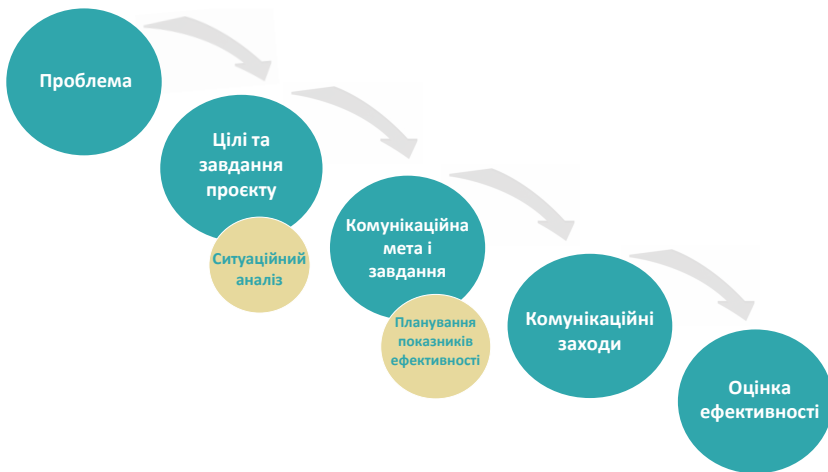 Проблема
Цілі та
завдання
проєкту
Ситуаційний
аналіз
Комунікаційна
мета і
завдання
Планування
показників
ефективності
Комунікаційні
заходи
Оцінка
ефективності